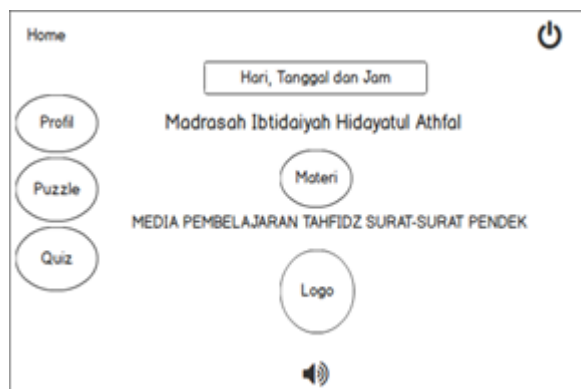 Home
Hari, Tanggal dan Jam
Profil
Madrasah Ibtidaiyah Hidayatul Athfal
Materi
Puzzle
MEDIA PEMBELAJARAN TAHFIDZ SURAT-SURAT PENDEK
Quiz
Logo